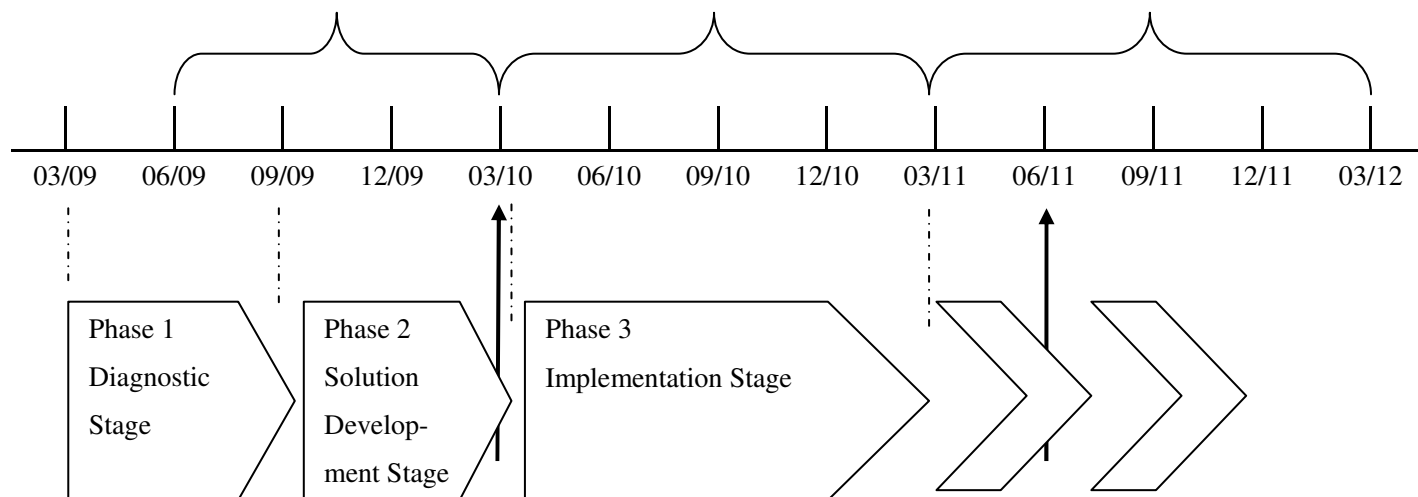 03/09 06/09 09/09 12/09 03/10 06/10 09/10 12/10 03/11 06/11 09/11 12/11 03/12
Phase 1
Diagnostic
Stage
Phase 2
Solution
Develop-
ment Stage
Phase 3
Implementation Stage